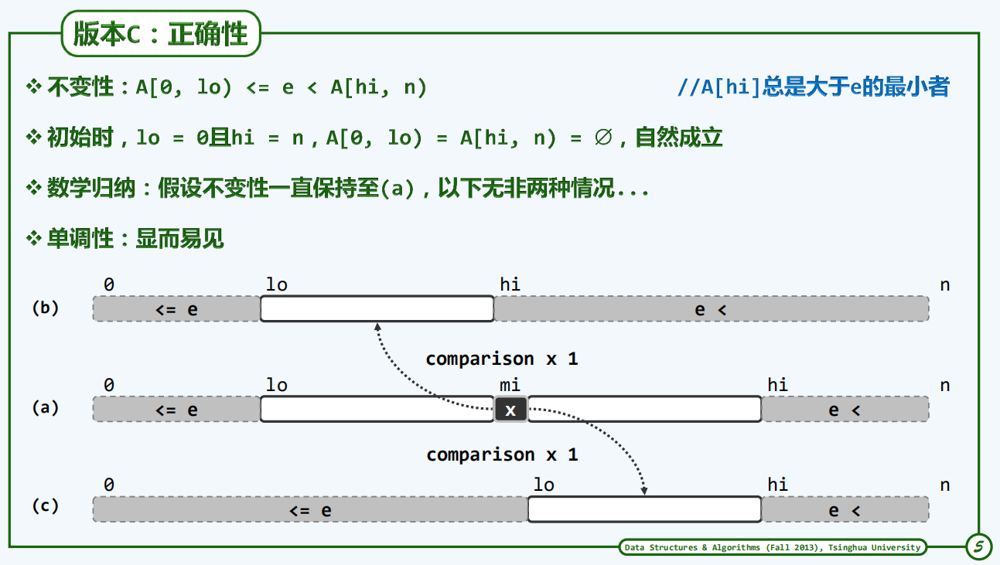 版本C：正确性
不变性：A[0, lo) <= e < A[hi, n) //A[hi]总是大于e的最小者
初始时，lo = 0且hi = n，A[0, lo) = A[hi, n) = ∅，自然成立
数学归纳：假设不变性一直保持至(a)，以下无非两种情况...
单调性：显而易见
0 lo hi n
(b) <= e e <
comparison x 1
0 lo mi hi n
(a) <= e x e <
comparison x 1
0 lo hi n
(c) <= e e <
Data Structures & Algorithms (Fall 2013), Tsinghua University 5